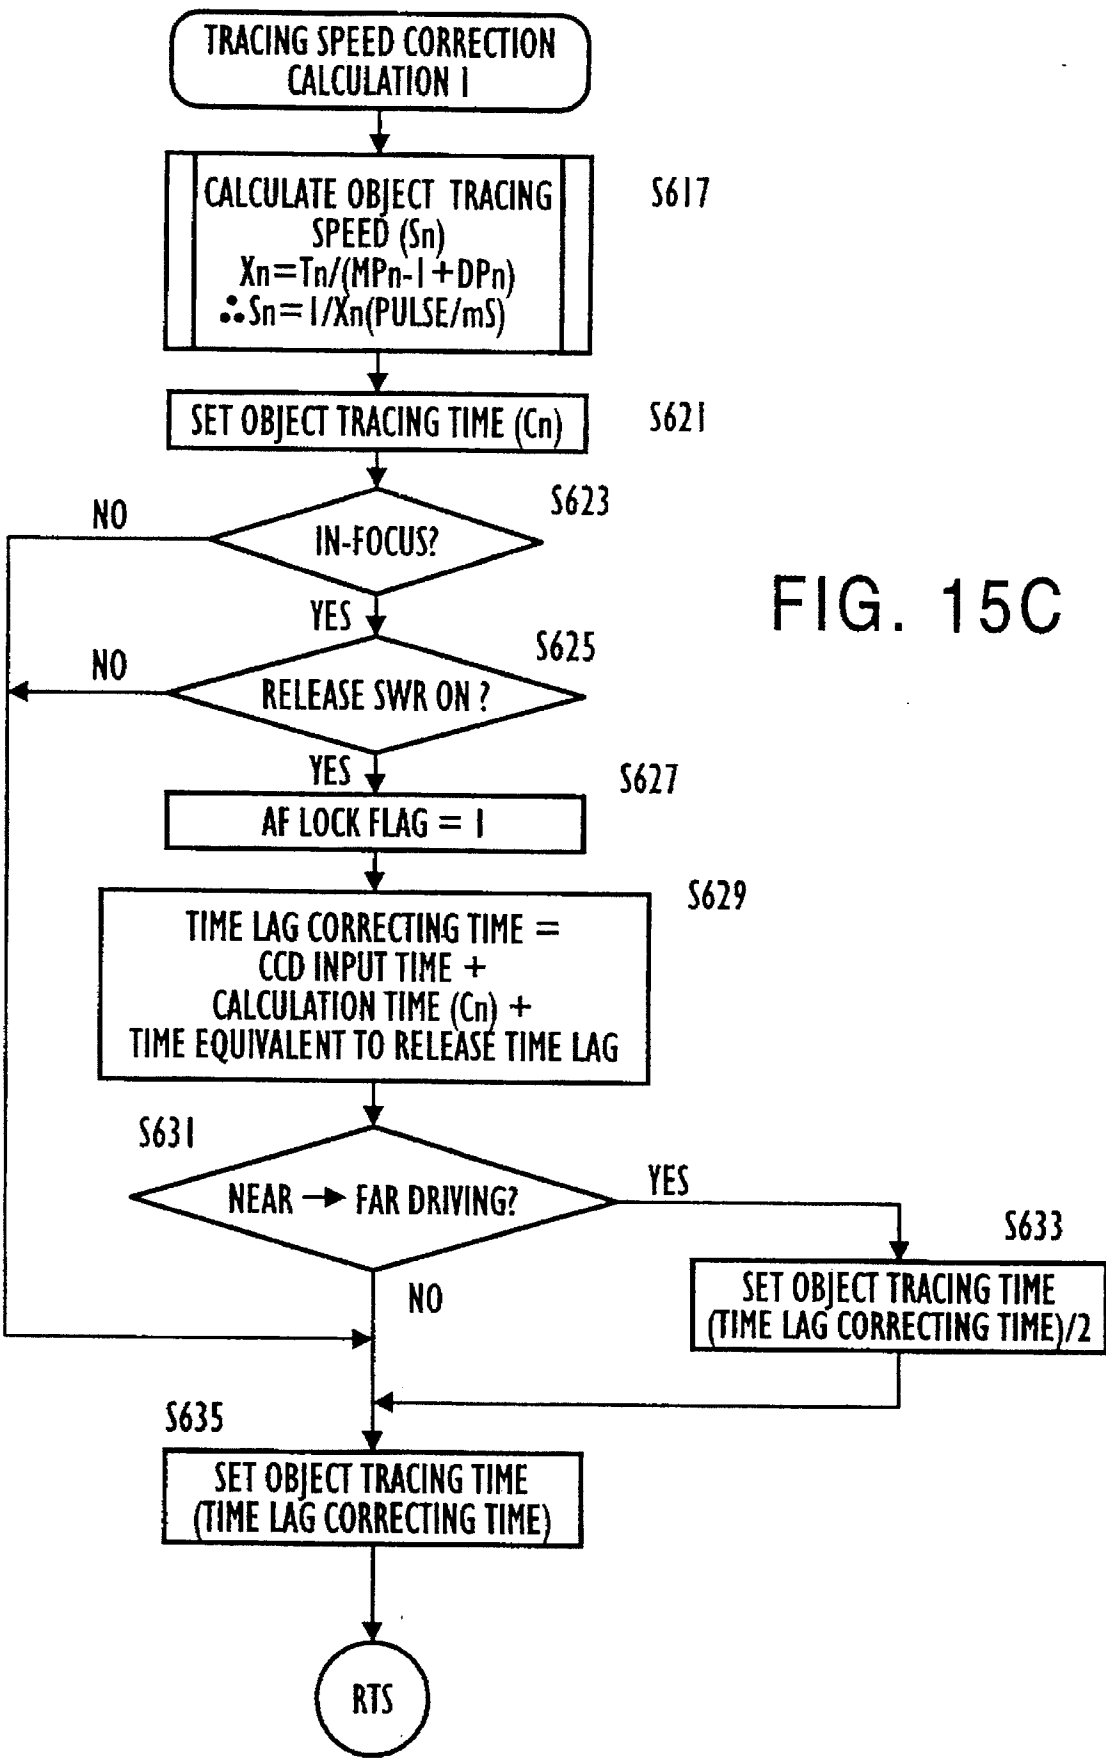 TRACING SPEED CORRECTION
CALCULATION 1
CALCULATE OBJECT TRACING
SPEED (Sn)
Xn=Tn/(MPn-1+DPn)
∴Sn=1/Xn(PULSE/mS)
S617
SET OBJECT TRACING TIME (Cn)
S621
S623
NO
IN-FOCUS?
YES
FIG. 15C
S625
NO
RELEASE SWR ON ?
YES
S627
AF LOCK FLAG = 1
S629
TIME LAG CORRECTING TIME =
CCD INPUT TIME +
CALCULATION TIME (Cn) +
TIME EQUIVALENT TO RELEASE TIME LAG
S631
NEAR → FAR DRIVING?
YES
S633
NO
SET OBJECT TRACING TIME
(TIME LAG CORRECTING TIME)/2
S635
SET OBJECT TRACING TIME
(TIME LAG CORRECTING TIME)
RTS